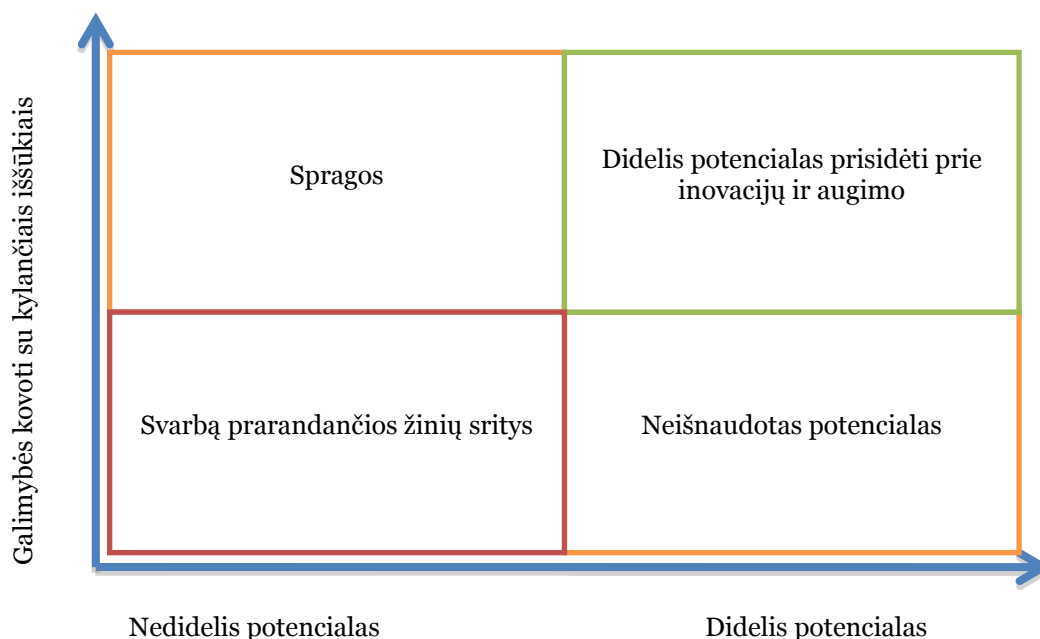 Galimybės kovoti su kylančiais iššūkiais
Spragos
Didelis potencialas prisidėti prie
inovacijų ir augimo
Svarbą prarandančios žinių sritys
Neišnaudotas potencialas
Nedidelis potencialas
Didelis potencialas